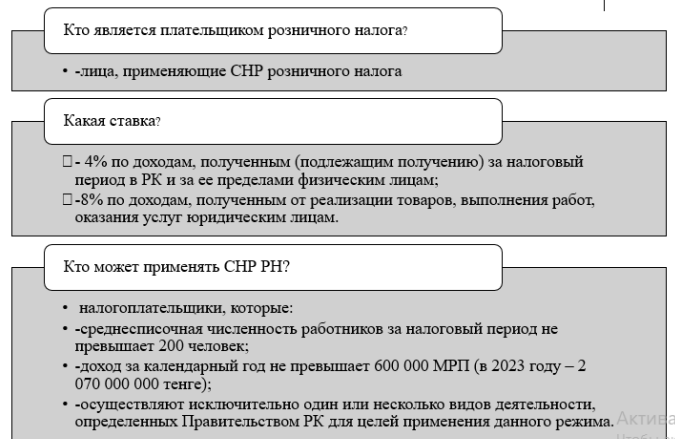 Кто является плательщиком розничного налога?
• -лица, применяющие СНР розничного налога
Какая ставка?
- 4% по доходам, полученным (подлежащим получению) за налоговый
период в РК и за ее пределами физическим лицам;
-8% по доходам, полученным от реализации товаров, выполнения работ,
оказания услуг юридическим лицам.
Кто может применять СНР РН?
• налогоплательщики, которые:
• -среднесписочная численность работников за налоговый период не
превышает 200 человек;
• -доход за календарный год не превышает 600 000 МРП (в 2023 году – 2
070 000 000 тенге);
• -осуществляют исключительно один или несколько видов деятельности,
определенных Правительством РК для целей применения данного режима.
Актива